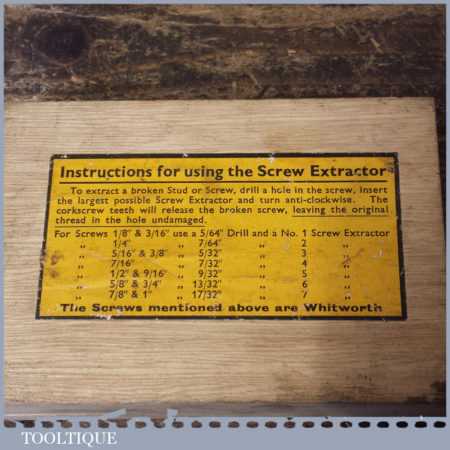 Instructions for using the Screw Extractor
To extract a broken Stud or Screw, drill a hole in the screw, insert
the largest possible Screw Extractor and turn anti-clockwise. The
corkscrew teeth will release the broken screw, leaving the original
thread in the hole undamaged.
For Screws 1/8" & 3/16" use a 5/64" Drill and a No. 1 Screw Extractor
„ 1/4" „ 7/64" „ 2 „
„ 5/16" & 3/8" „ 5/32" „ 3 „
„ 7/16" „ 7/32" „ 4 „
„ 1/2" & 9/16" „ 9/32" „ 5 „
„ 5/8" & 3/4" „ 13/32" „ 6 „
„ 7/8" & 1" „ 17/32" „ 7 „
The Screws mentioned above are Whitworth
TOOLTIQUE